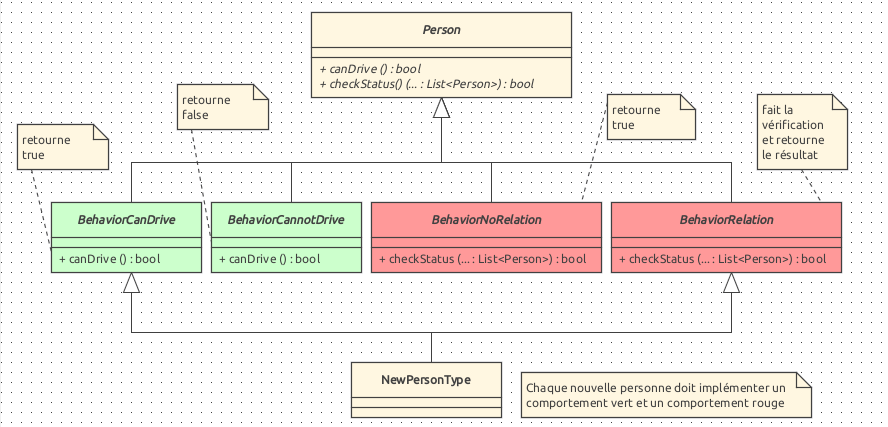 Person
+ canDrive () : bool
+ checkStatus() (... : List<Person>) : bool
retourne
true
retourne
false
retourne
true
fait la
vérification
et retourne
le résultat
BehaviorCanDrive
+ canDrive () : bool
BehaviorCannotDrive
+ canDrive () : bool
BehaviorNoRelation
+ checkStatus (... : List<Person>) : bool
BehaviorRelation
+ checkStatus (... : List<Person>) : bool
NewPersonType
Chaque nouvelle personne doit implémenter un
comportement vert et un comportement rouge